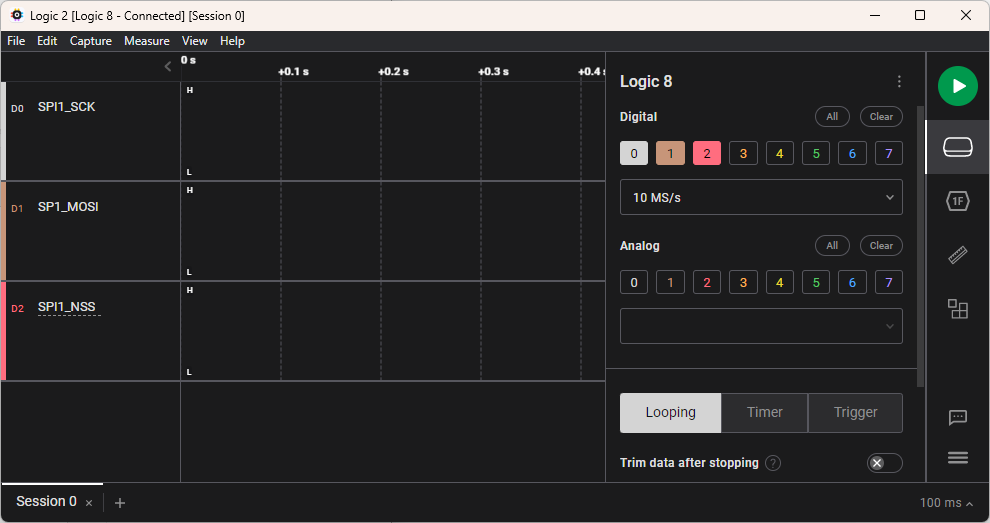 Logic 2 [Logic 8 - Connected] [Session 0]
File Edit Capture Measure View Help
0 s
+0.1 s +0.2 s +0.3 s +0.4 s
D0 SPI1_SCK
H
L
D1 SP1_MOSI
H
L
D2 SPI1_NSS
H
L
Logic 8
Digital All Clear
0 1 2 3 4 5 6 7
10 MS/s
Analog All Clear
0 1 2 3 4 5 6 7
Looping Timer Trigger
Trim data after stopping ?
1F
Session 0 × +
100 ms